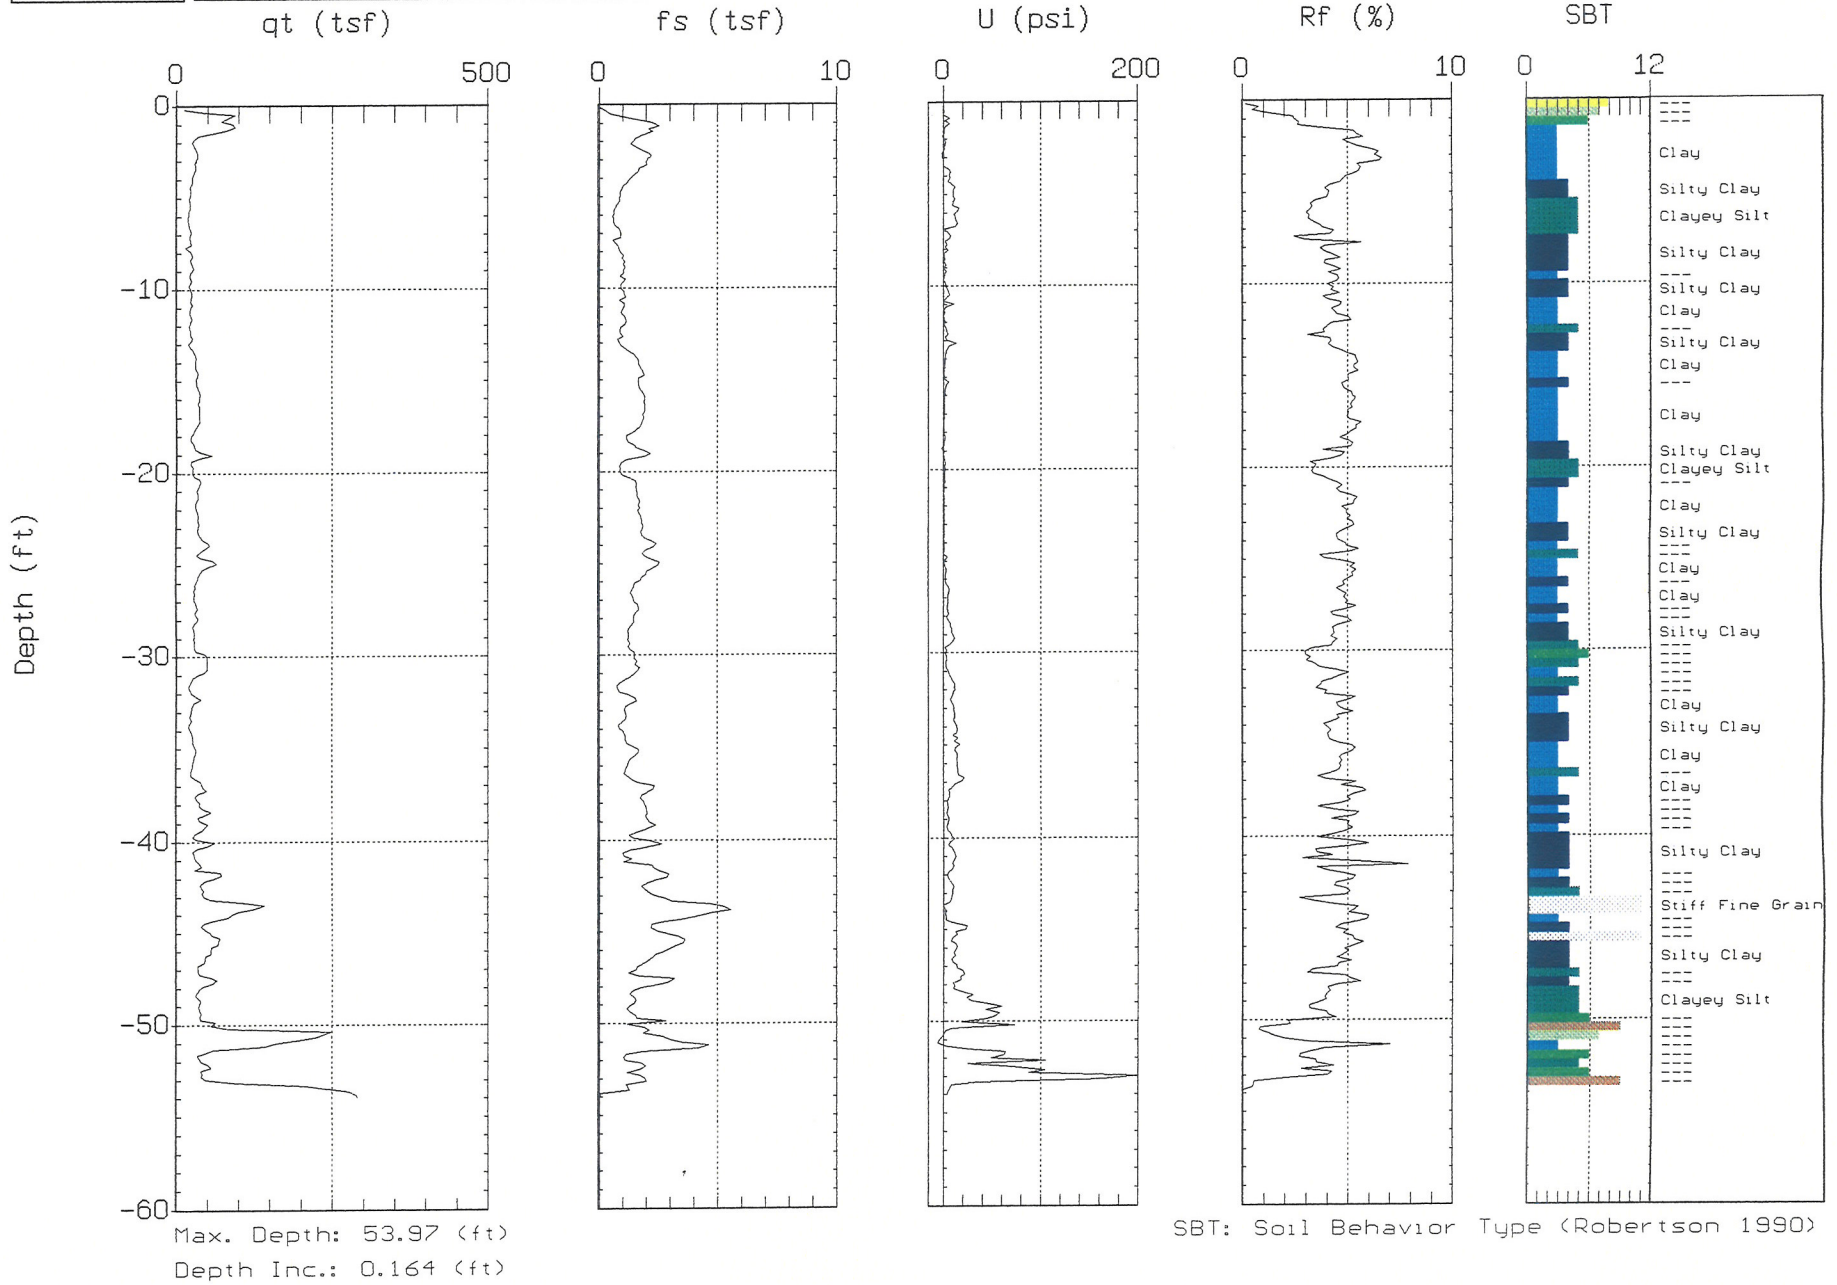 qt (tsf) fs (tsf) U (psi) Rf (%) SBT
0 500 0 10 0 200 0 10 0 12
0
---
---
Clay
Silty Clay
Clayey Silt
Silty Clay
---
-10
Silty Clay
Clay
---
Silty Clay
Clay
---
Clay
Silty Clay
-20
Clayey Silt
---
Clay
Silty Clay
---
---
Clay
---
Clay
---
---
Silty Clay
-30
---
---
---
---
---
Clay
Silty Clay
Clay
---
Clay
---
---
---
---
-40
Silty Clay
---
---
---
Stiff Fine Grain
---
---
---
Silty Clay
---
---
Clayey Silt
-50
---
---
---
---
---
---
---
---
-60
Depth (ft)
Max. Depth: 53.97 (ft)
Depth Inc.: 0.164 (ft)
SBT: Soil Behavior Type (Robertson 1990)